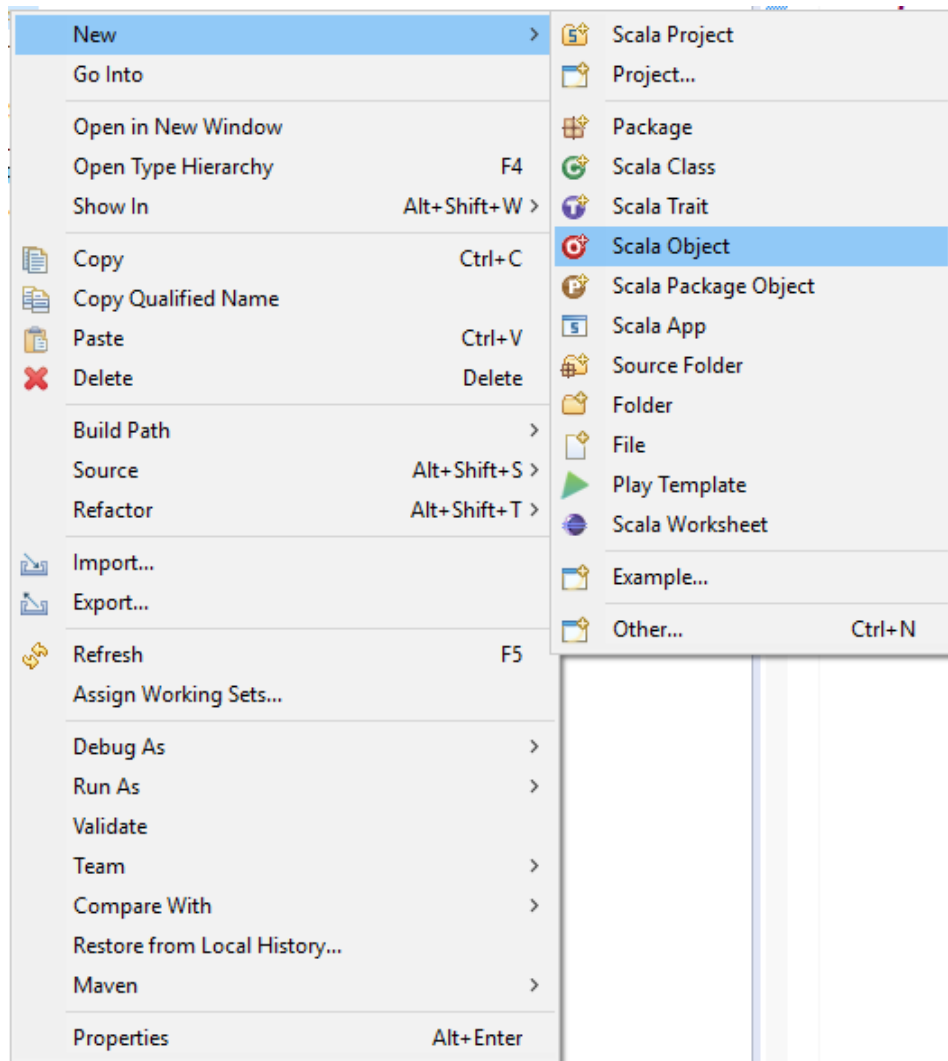 New >
Go Into
Open in New Window
Open Type Hierarchy F4
Show In Alt+Shift+W >
Copy Ctrl+C
Copy Qualified Name
Paste Ctrl+V
Delete Delete
Build Path >
Source Alt+Shift+S >
Refactor Alt+Shift+T >
Import...
Export...
Refresh F5
Assign Working Sets...
Debug As >
Run As >
Validate
Team >
Compare With >
Restore from Local History...
Maven >
Properties Alt+Enter
Scala Project
Project...
Package
Scala Class
Scala Trait
Scala Object
Scala Package Object
Scala App
Source Folder
Folder
File
Play Template
Scala Worksheet
Example...
Other... Ctrl+N